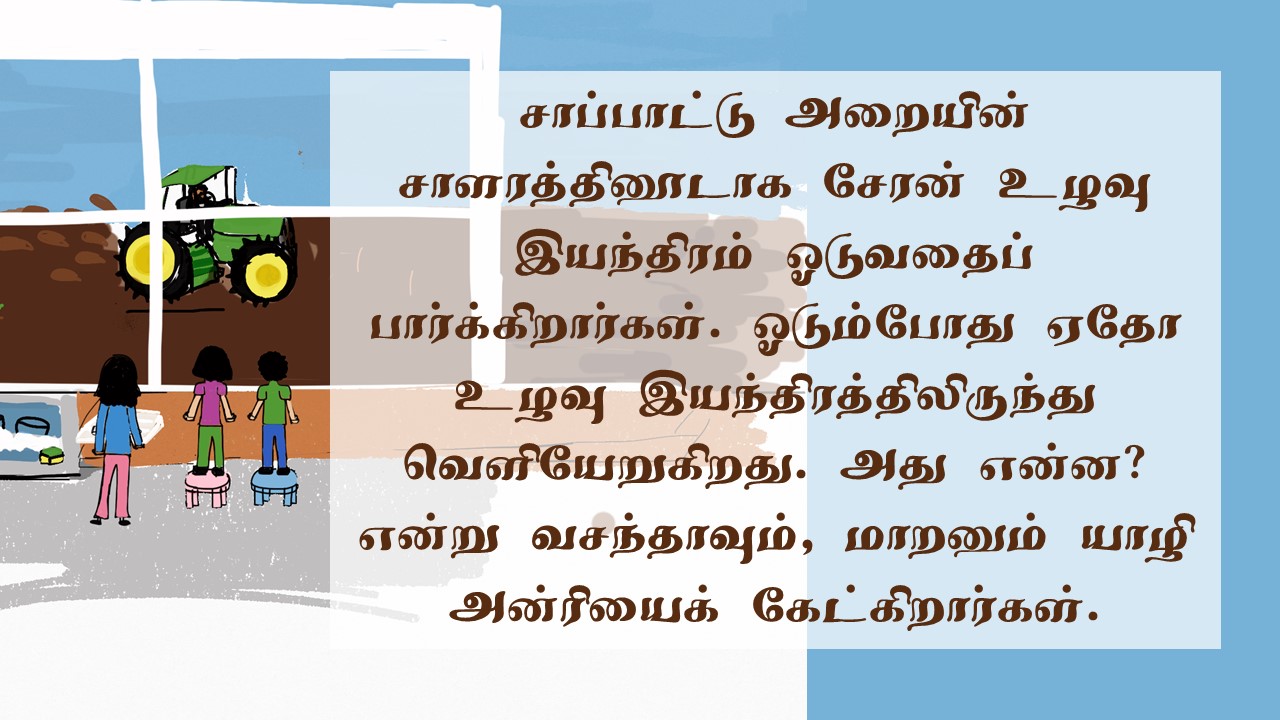 சாப்பாட்டு அறையின்
சாளரத்தினூடாக சேரன் உழவு
இயந்திரம் ஓடுவதைப்
பார்க்கிறார்கள். ஓடும்போது ஏதோ
உழவு இயந்திரத்திலிருந்து
வெளியேறுகிறது. அது என்ன?
என்று வசந்தாவும், மாறனும் யாழி
அன்ரியைக் கேட்கிறார்கள்.